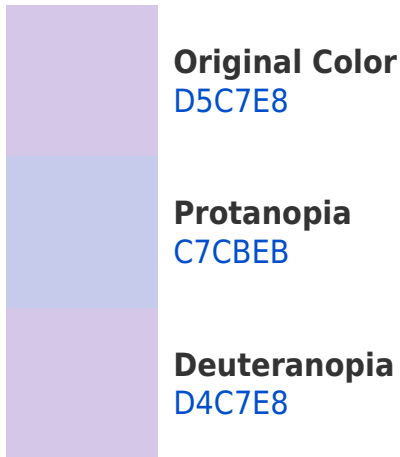 Original Color
D5C7E8
Protanopia
C7CBEB
Deuteranopia
D4C7E8